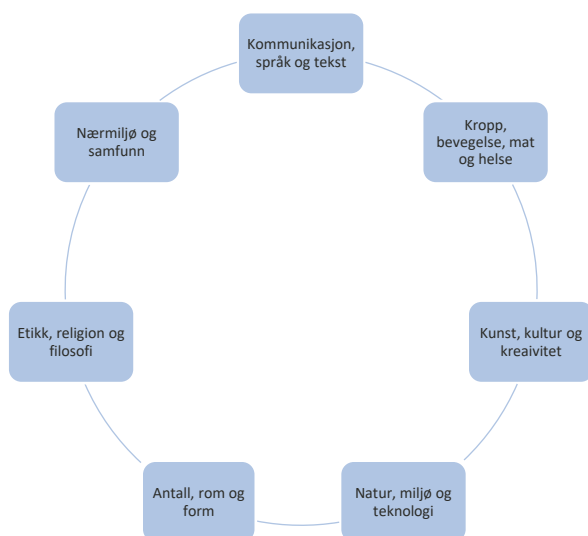 Kommunikasjon,
språk og tekst
Kropp,
bevegelse, mat
og helse
Kunst, kultur og
kreaivitet
Natur, miljø og
teknologi
Antall, rom og
form
Etikk, religion og
filosofi
Nærmiljø og
samfunn